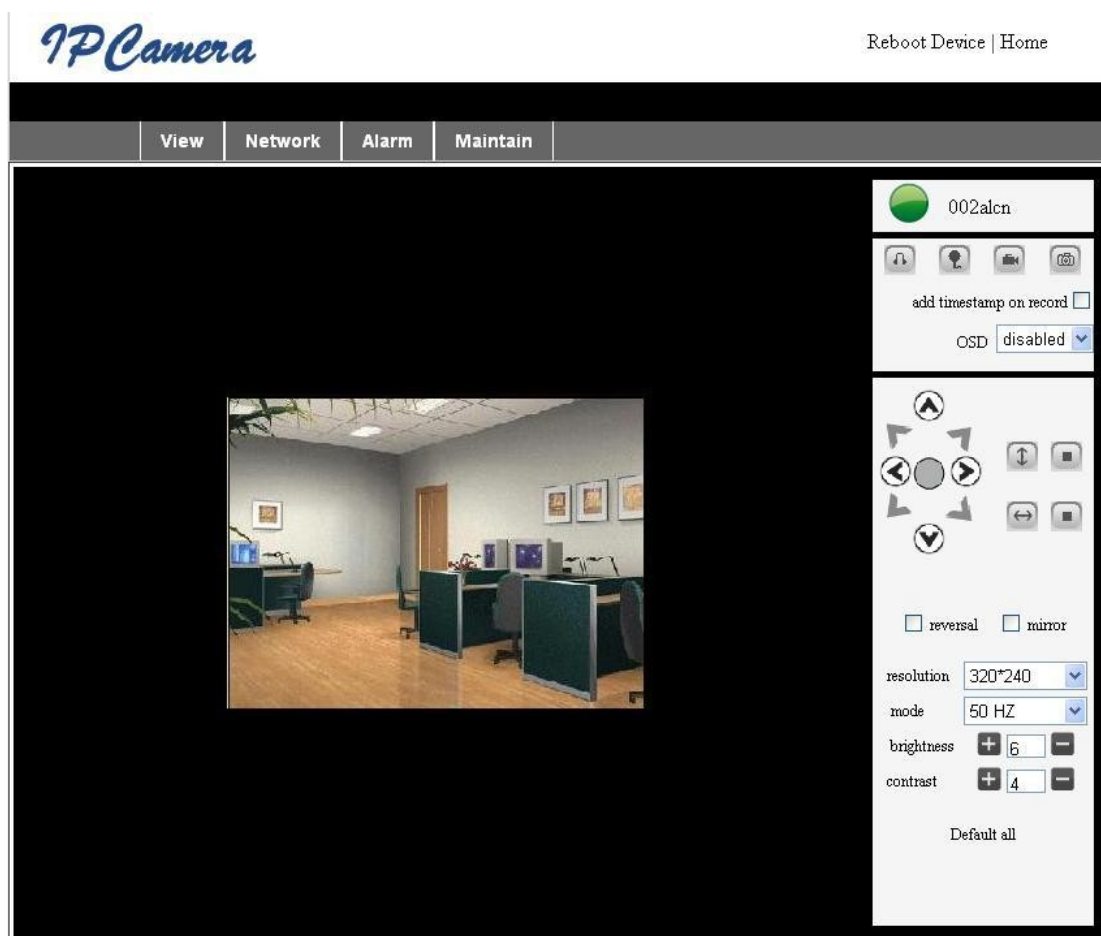 IPCamera
Reboot Device | Home
View Network Alarm Maintain
002alcn
add timestamp on record
OSD disabled
reversal mirror
resolution 320*240
mode 50 HZ
brightness 6
contrast 4
Default all